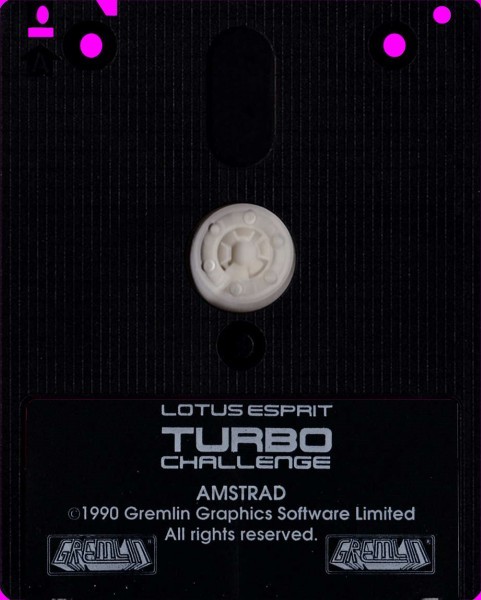 LOTUS ESPRIT
TURBO
CHALLENGE
AMSTRAD
©1990 Gremlin Graphics Software Limited
All rights reserved.
GREMLIN GREMLIN